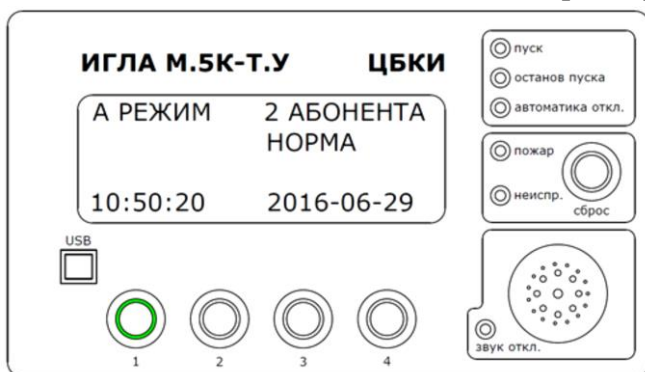 ИГЛА М.5К-Т.У ЦБКИ
А РЕЖИМ 2 АБОНЕНТА
НОРМА
10:50:20 2016-06-29
USB
1 2 3 4
пуск
останов пуска
автоматика откл.
пожар
неиспр.
сброс
звук откл.